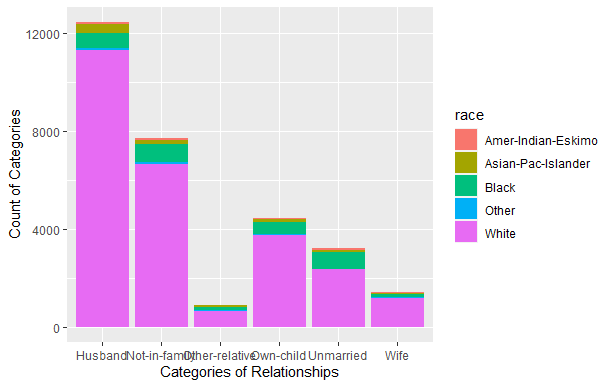 12000
8000
4000
0
Count of Categories
Husband
Not-in-family
Other-relative
Own-child
Unmarried
Wife
Categories of Relationships
race
Amer-Indian-Eskimo
Asian-Pac-Islander
Black
Other
White